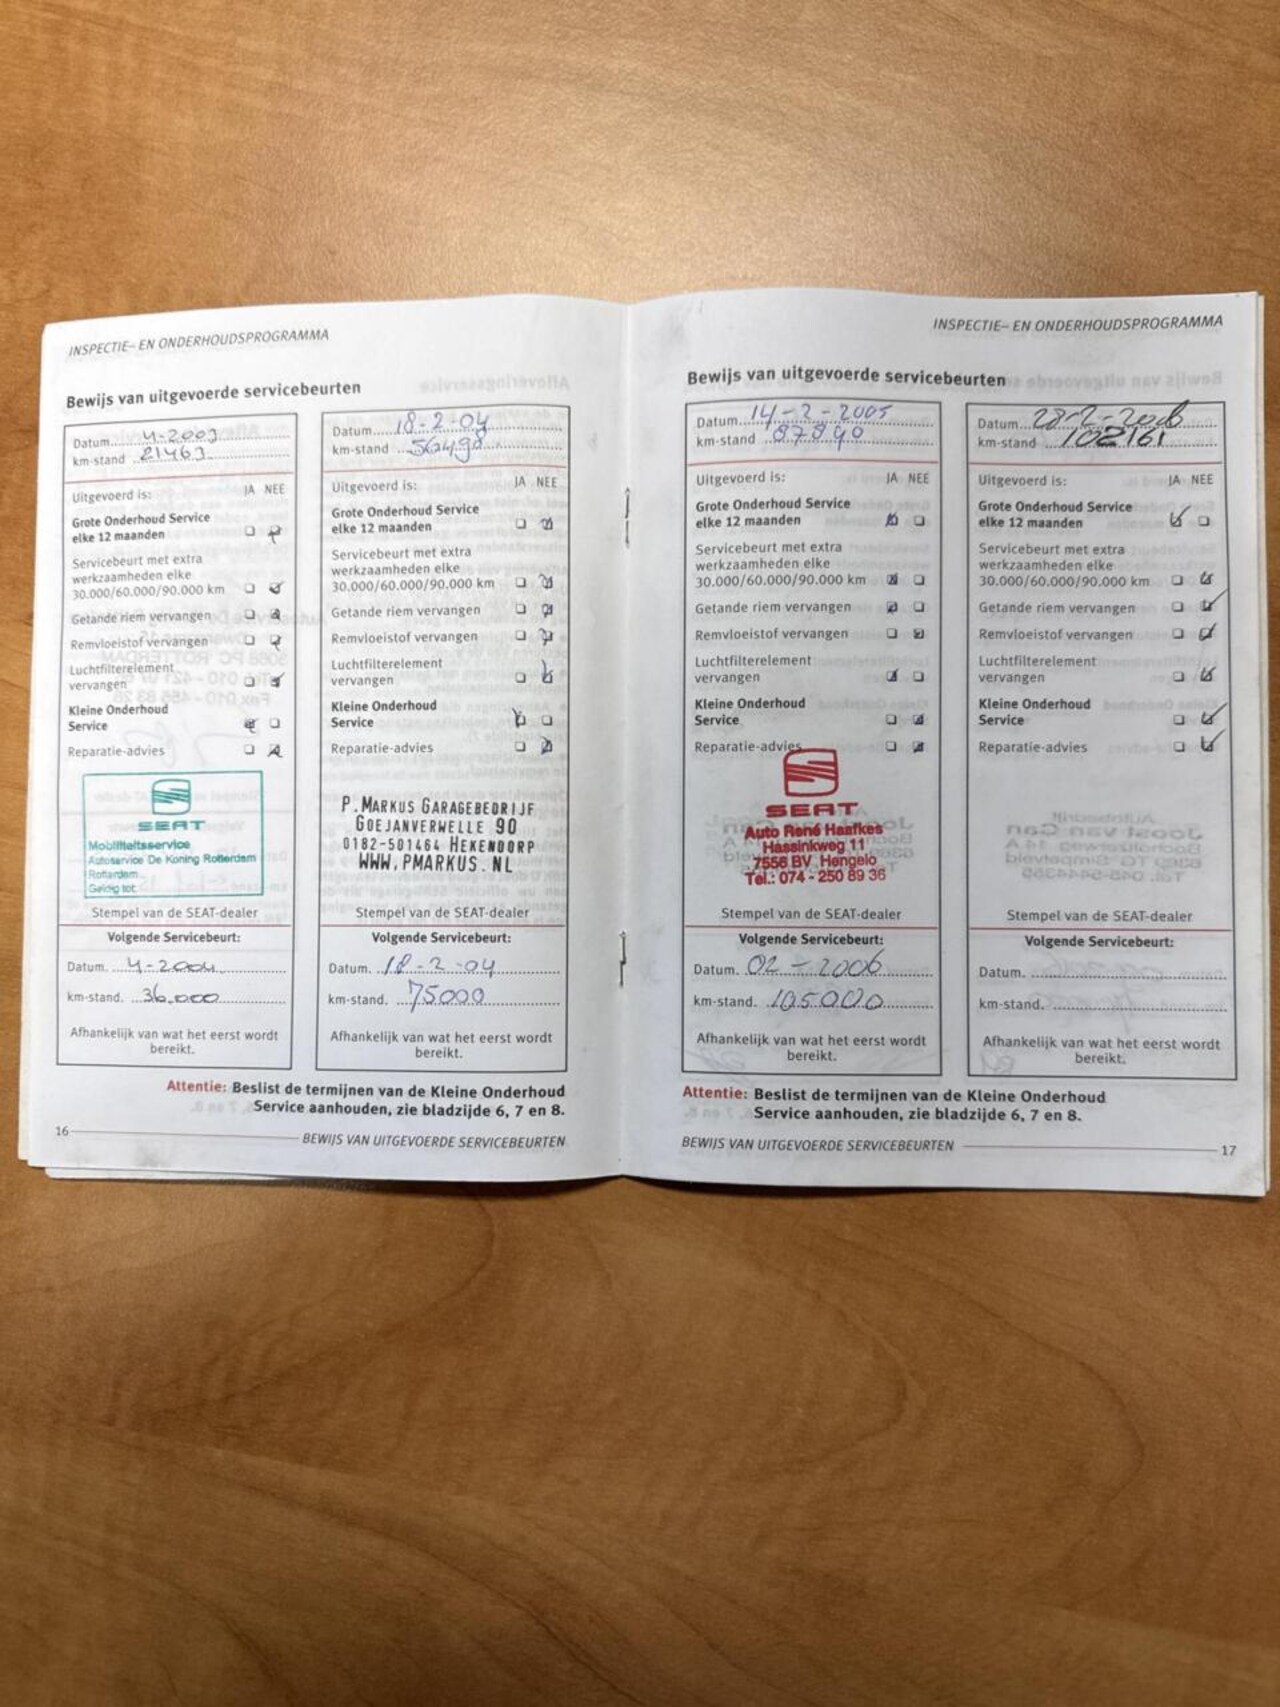 INSPECTIE- EN ONDERHOUDSPROGRAMMA
Bewijs van uitgevoerde servicebeurten
Datum. 4-2003
km-stand 21463
Uitgevoerd is: JA NEE
Grote Onderhoud Service
elke 12 maanden
Servicebeurt met extra
werkzaamheden elke
30.000/60.000/90.000 km
Getande riem vervangen
Remvloeistof vervangen
Luchtfilterelement
vervangen
Kleine Onderhoud
Service
Reparatie-advies
SEAT
Mobiliteitsservice
Autoservice De Koning Rotterdam
Rotterdam
Geldig tot:
Stempel van de SEAT-dealer
Volgende Servicebeurt:
Datum. 4-2004
km-stand. 36.000
Afhankelijk van wat het eerst wordt
bereikt.
Datum. 18-2-04
km-stand 56498
Uitgevoerd is: JA NEE
Grote Onderhoud Service
elke 12 maanden
Servicebeurt met extra
werkzaamheden elke
30.000/60.000/90.000 km
Getande riem vervangen
Remvloeistof vervangen
Luchtfilterelement
vervangen
Kleine Onderhoud
Service
Reparatie-advies
P.MARKUS GARAGEBEDRIJF
GOEJANVERWELLE 90
0182-501464 HEKENDORP
WWW.PMARKUS.NL
Stempel van de SEAT-dealer
Volgende Servicebeurt:
Datum. 18-2-04
km-stand. 75000
Afhankelijk van wat het eerst wordt
bereikt.
Attentie: Beslist de termijnen van de Kleine Onderhoud
Service aanhouden, zie bladzijde 6, 7 en 8.
16
BEWIJS VAN UITGEVOERDE SERVICEBEURTEN
INSPECTIE- EN ONDERHOUDSPROGRAMMA
Bewijs van uitgevoerde servicebeurten
Datum. 14-2-2005
km-stand 87890
Uitgevoerd is: JA NEE
Grote Onderhoud Service
elke 12 maanden
Servicebeurt met extra
werkzaamheden elke
30.000/60.000/90.000 km
Getande riem vervangen
Remvloeistof vervangen
Luchtfilterelement
vervangen
Kleine Onderhoud
Service
Reparatie-advies
SEAT
Auto René Haafkes
Hassinkweg 11
7556 BV Hengelo
Tel.: 074 - 250 89 36
Stempel van de SEAT-dealer
Volgende Servicebeurt:
Datum. 02-2006
km-stand. 105000
Afhankelijk van wat het eerst wordt
bereikt.
Datum. 28-2-2006
km-stand 102161
Uitgevoerd is: JA NEE
Grote Onderhoud Service
elke 12 maanden
Servicebeurt met extra
werkzaamheden elke
30.000/60.000/90.000 km
Getande riem vervangen
Remvloeistof vervangen
Luchtfilterelement
vervangen
Kleine Onderhoud
Service
Reparatie-advies
Stempel van de SEAT-dealer
Volgende Servicebeurt:
Datum.
km-stand.
Afhankelijk van wat het eerst wordt
bereikt.
Attentie: Beslist de termijnen van de Kleine Onderhoud
Service aanhouden, zie bladzijde 6, 7 en 8.
BEWIJS VAN UITGEVOERDE SERVICEBEURTEN
17